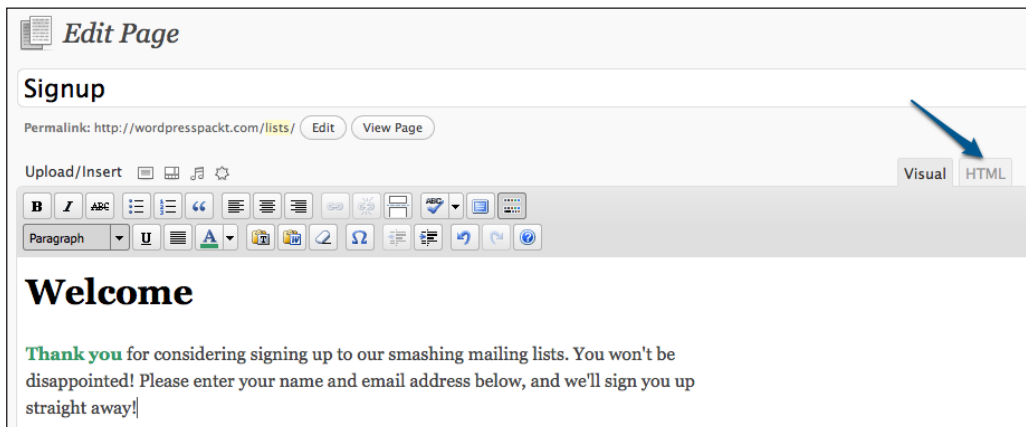 Edit Page
Signup
Permalink: http://wordpresspackt.com/lists/ Edit View Page
Upload/Insert Visual HTML
B I ABC ABC
Paragraph U A T W Ω ?
Welcome
Thank you for considering signing up to our smashing mailing lists. You won't be
disappointed! Please enter your name and email address below, and we'll sign you up
straight away!